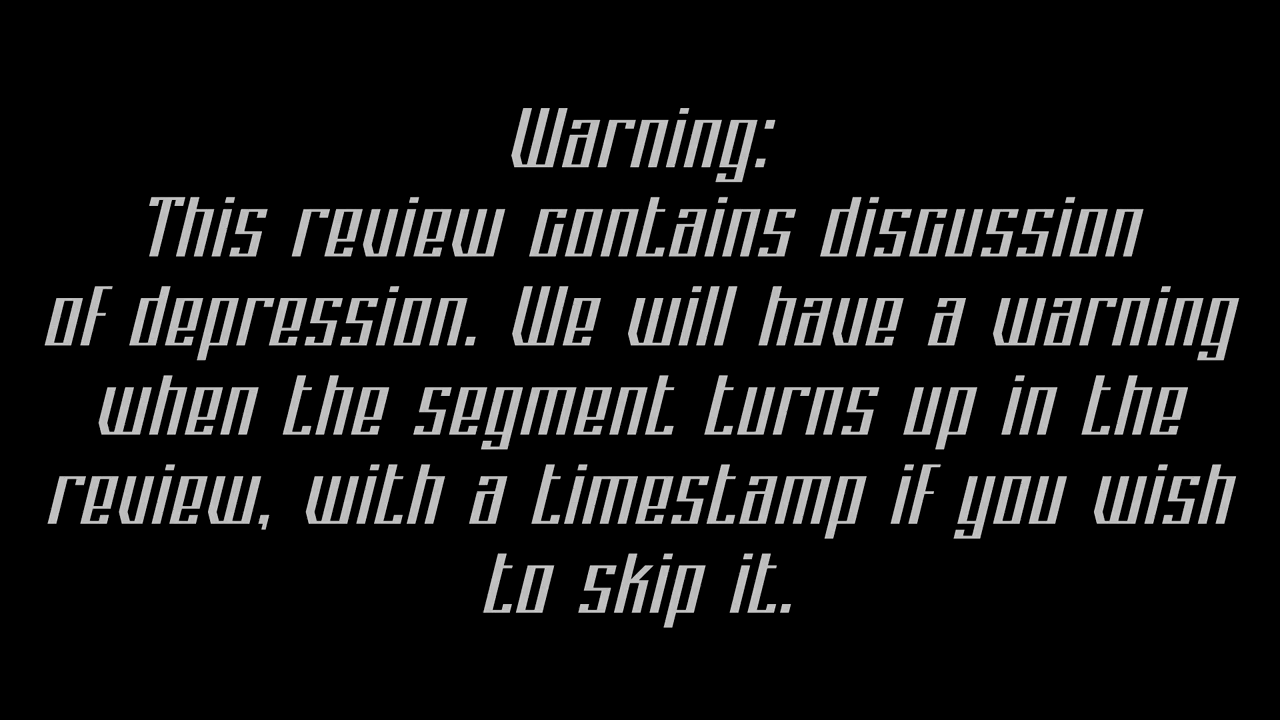 Warning:
This review contains discussion
of depression. We will have a warning
when the segment turns up in the
review, with a timestamp if you wish
to skip it.